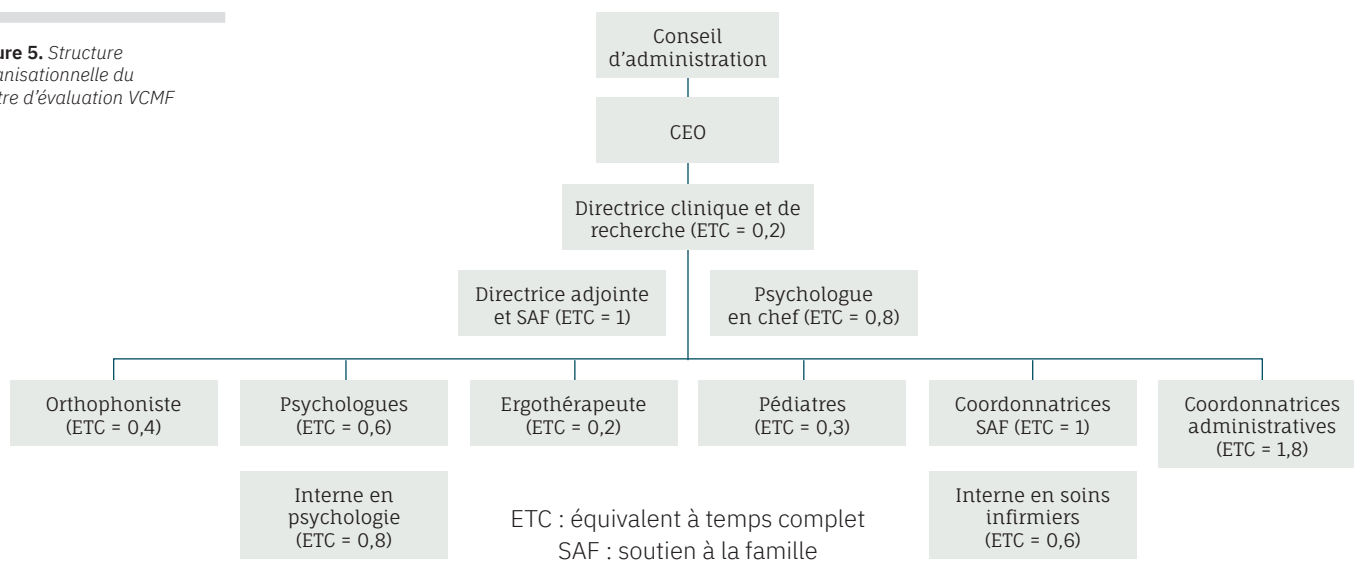 ure 5. Structure
anisationnelle du
tre d'évaluation VCMF
Conseil
d'administration
CEO
Directrice clinique et de
recherche (ETC = 0,2)
Directrice adjointe
et SAF (ETC = 1)
Psychologue
en chef (ETC = 0,8)
Orthophoniste
(ETC = 0,4)
Psychologues
(ETC = 0,6)
Ergothérapeute
(ETC = 0,2)
Pédiatres
(ETC = 0,3)
Coordonnatrices
SAF (ETC = 1)
Coordonnatrices
administratives
(ETC = 1,8)
Interne en
psychologie
(ETC = 0,8)
Interne en soins
infirmiers
(ETC = 0,6)
ETC : équivalent à temps complet
SAF : soutien à la famille